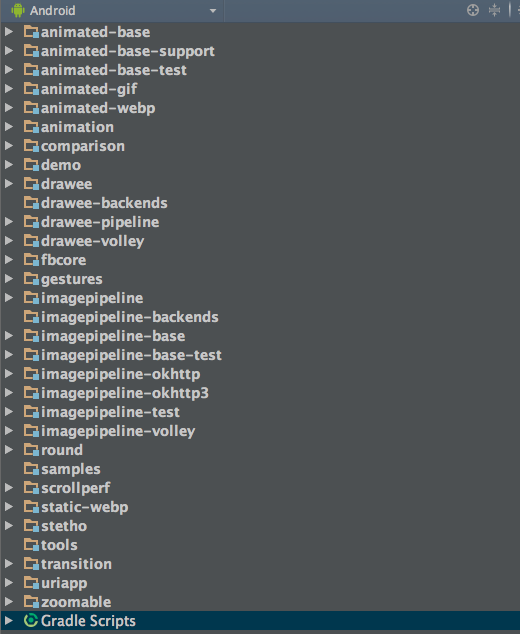 Android
animated-base
animated-base-support
animated-base-test
animated-gif
animated-webp
animation
comparison
demo
drawee
drawee-backends
drawee-pipeline
drawee-volley
fbcore
gestures
imagepipeline
imagepipeline-backends
imagepipeline-base
imagepipeline-base-test
imagepipeline-okhttp
imagepipeline-okhttp3
imagepipeline-test
imagepipeline-volley
round
samples
scrollperf
static-webp
stetho
tools
transition
uriapp
zoomable
Gradle Scripts